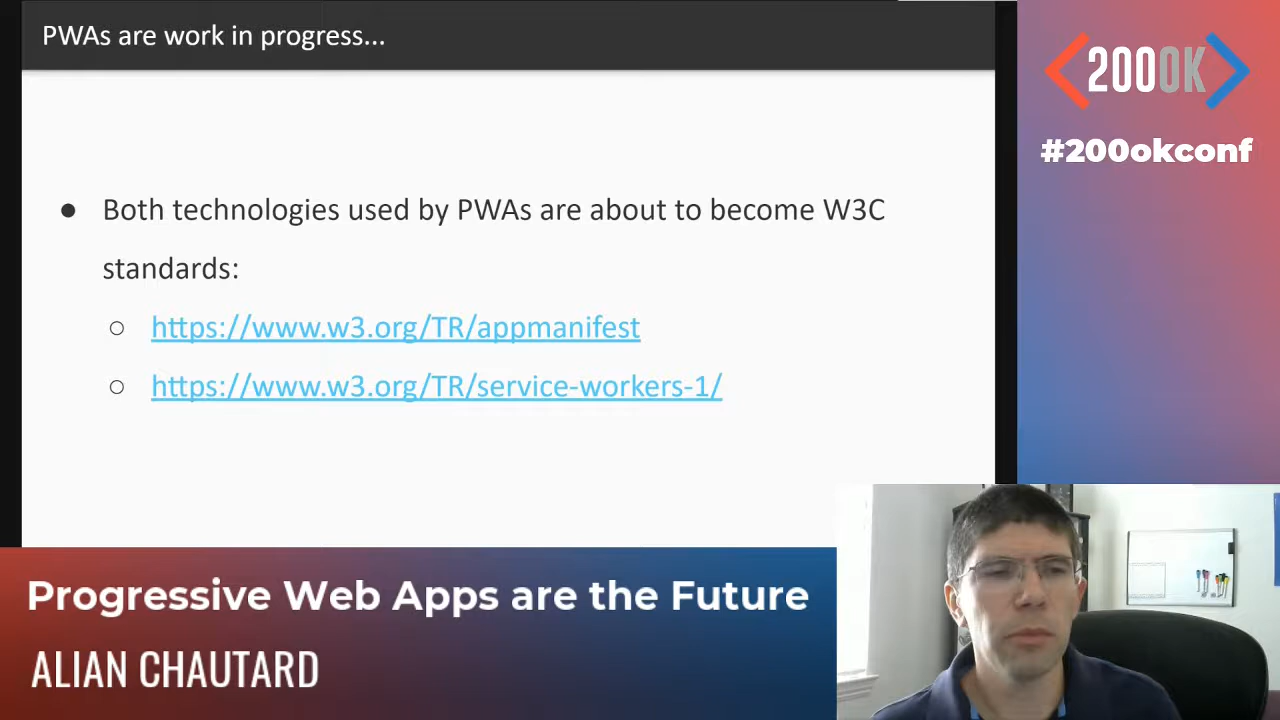 PWAs are work in progress...
<200OK>
#200okconf
● Both technologies used by PWAs are about to become W3C
standards:
○ https://www.w3.org/TR/appmanifest
○ https://www.w3.org/TR/service-workers-1/
Progressive Web Apps are the Future
ALIAN CHAUTARD